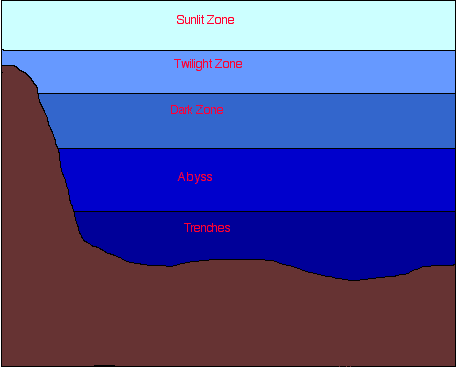 Sunlit Zone
Twilight Zone
Dark Zone
Abyss
Trenches